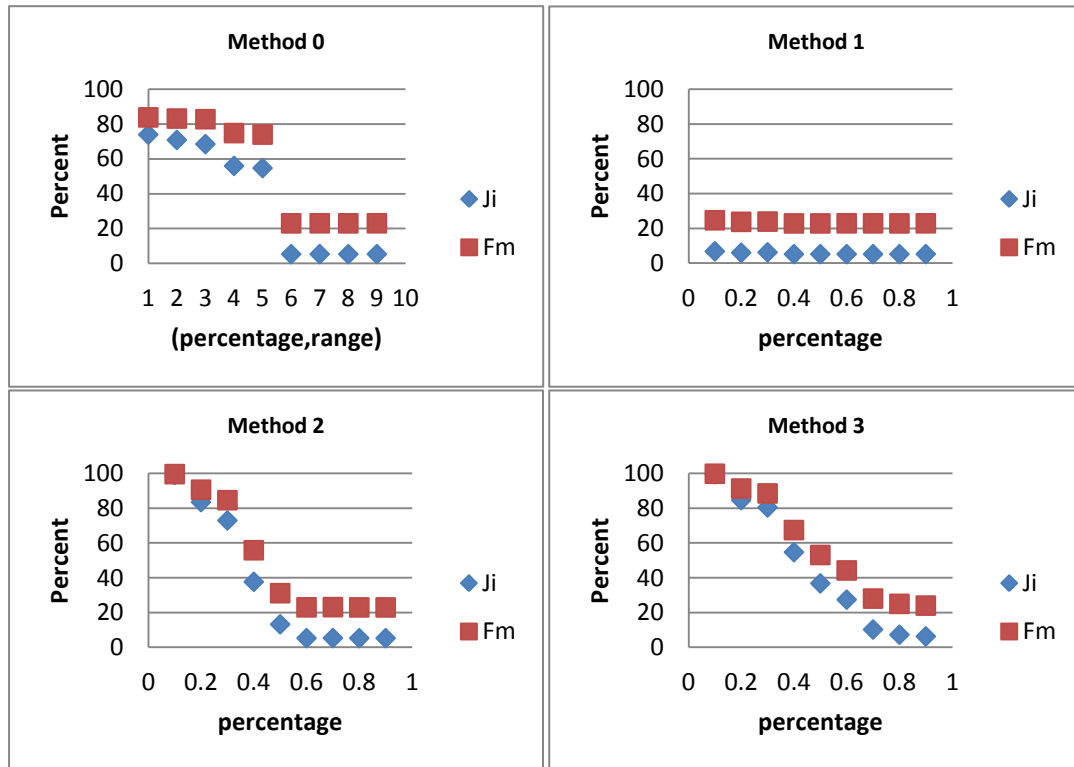 Method 0
100
80
60
40
20
0
Percent
1 2 3 4 5 6 7 8 9 10
(percentage,range)
Ji
Fm
Method 1
100
80
60
40
20
0
Percent
0 0.2 0.4 0.6 0.8 1
percentage
Ji
Fm
Method 2
100
80
60
40
20
0
Percent
0 0.2 0.4 0.6 0.8 1
percentage
Ji
Fm
Method 3
100
80
60
40
20
0
Percent
0 0.2 0.4 0.6 0.8 1
percentage
Ji
Fm